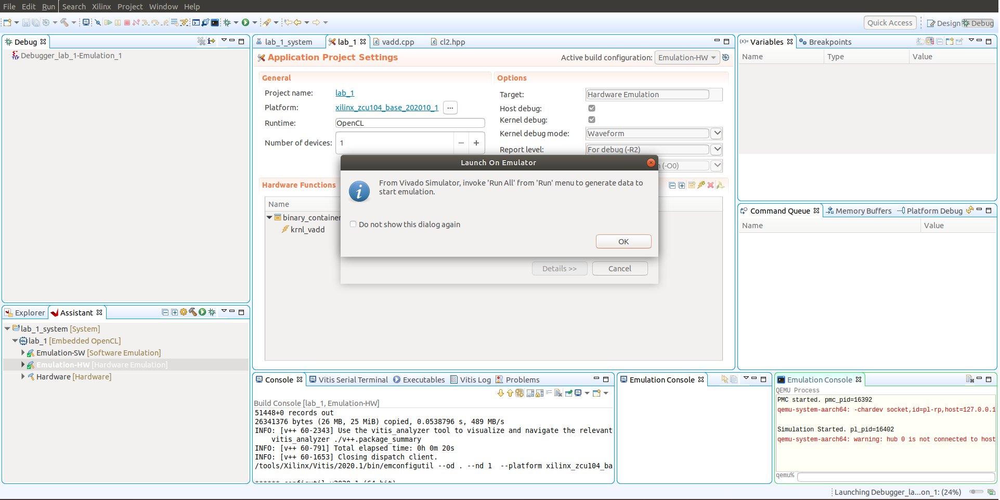 File Edit Run Search Xilinx Project Window Help
Quick Access Design Debug
Debug
Debugger_lab_1-Emulation_1
lab_1_system lab_1 vadd.cpp cl2.hpp
Application Project Settings
Active build configuration: Emulation-HW
General
Project name: lab_1
Platform: xilinx_zcu104_base_202010_1 ...
Runtime: OpenCL
Number of devices: 1
Options
Target: Hardware Emulation
Host debug:
Kernel debug:
Kernel debug mode: Waveform
Report level: For debug (-R2)
(-O0)
Hardware Functions
Name
binary_container
krnl_vadd
Launch On Emulator
From Vivado Simulator, invoke 'Run All' from 'Run' menu to generate data to
start emulation.
Do not show this dialog again
OK
Details >> Cancel
(x)= Variables Breakpoints
Name Type Value
Command Queue Memory Buffers Platform Debug
Name Value
Explorer Assistant
lab_1_system [System]
lab_1 [Embedded OpenCL]
Emulation-SW [Software Emulation]
Emulation-HW [Hardware Emulation]
Hardware [Hardware]
Console Vitis Serial Terminal Executables Vitis Log Problems
Build Console [lab_1, Emulation-HW]
51448+0 records out
26341376 bytes (26 MB, 25 MiB) copied, 0.0538796 s, 489 MB/s
INFO: [v++ 60-2343] Use the vitis_analyzer tool to visualize and navigate the relevant
vitis_analyzer ./v++.package_summary
INFO: [v++ 60-791] Total elapsed time: 0h 0m 20s
INFO: [v++ 60-1653] Closing dispatch client.
/tools/Xilinx/Vitis/2020.1/bin/emconfigutil --od . --nd 1 --platform xilinx_zcu104_ba
****** configutil v2020.1 (64-bit)
Emulation Console
Emulation Console
QEMU Process
PMC started. pmc_pid=16392
qemu-system-aarch64: -chardev socket,id=pl-rp,host=127.0.0.1
Simulation Started. pl_pid=16402
qemu-system-aarch64: warning: hub 0 is not connected to host
qemu%
Launching Debugger_la...on_1: (24%)